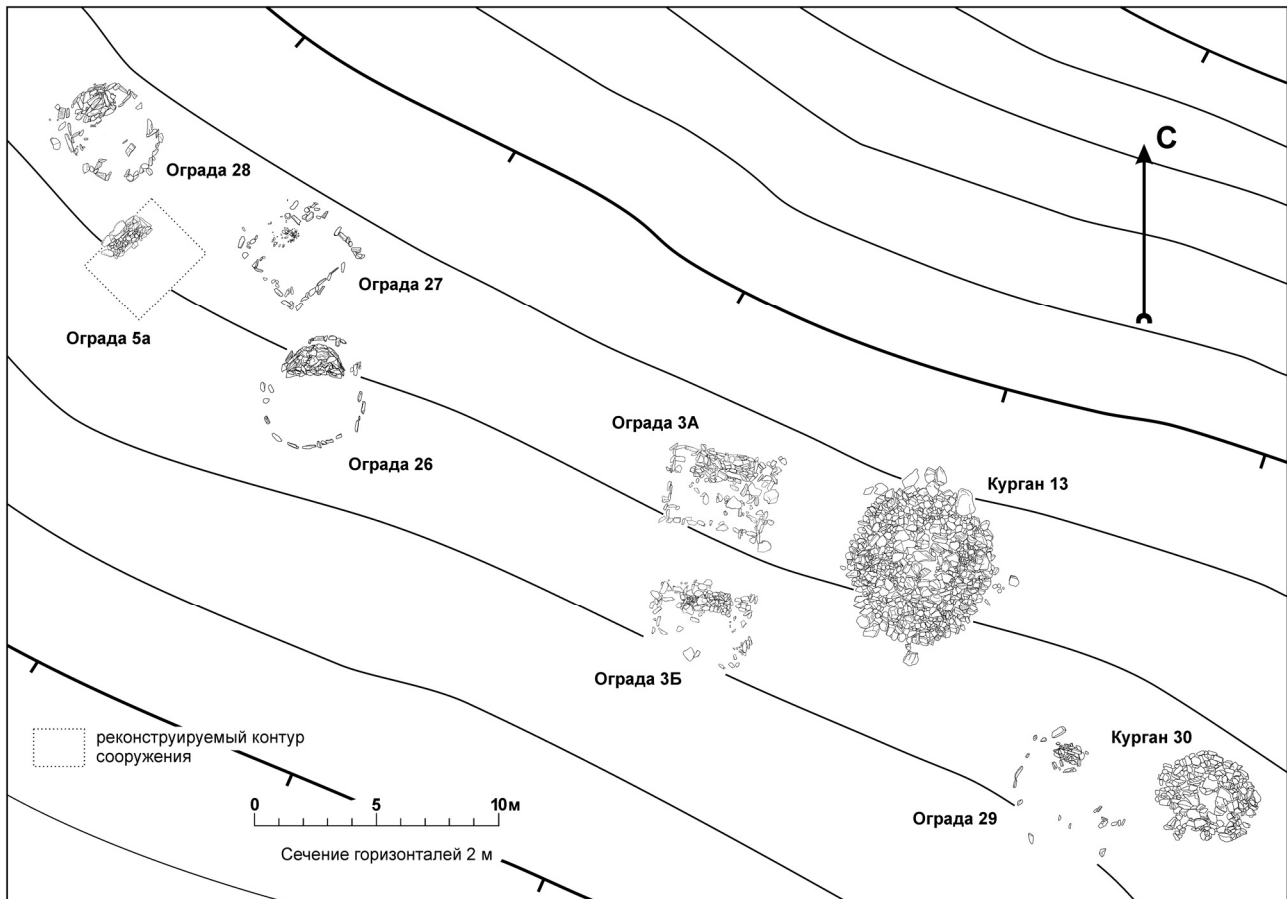 С
Ограда 28
Ограда 27
Ограда 5а
Ограда 26
Ограда 3А
Курган 13
Ограда 3Б
Курган 30
Ограда 29
реконструируемый контур
сооружения
0 5 10м
Сечение горизонталей 2 м